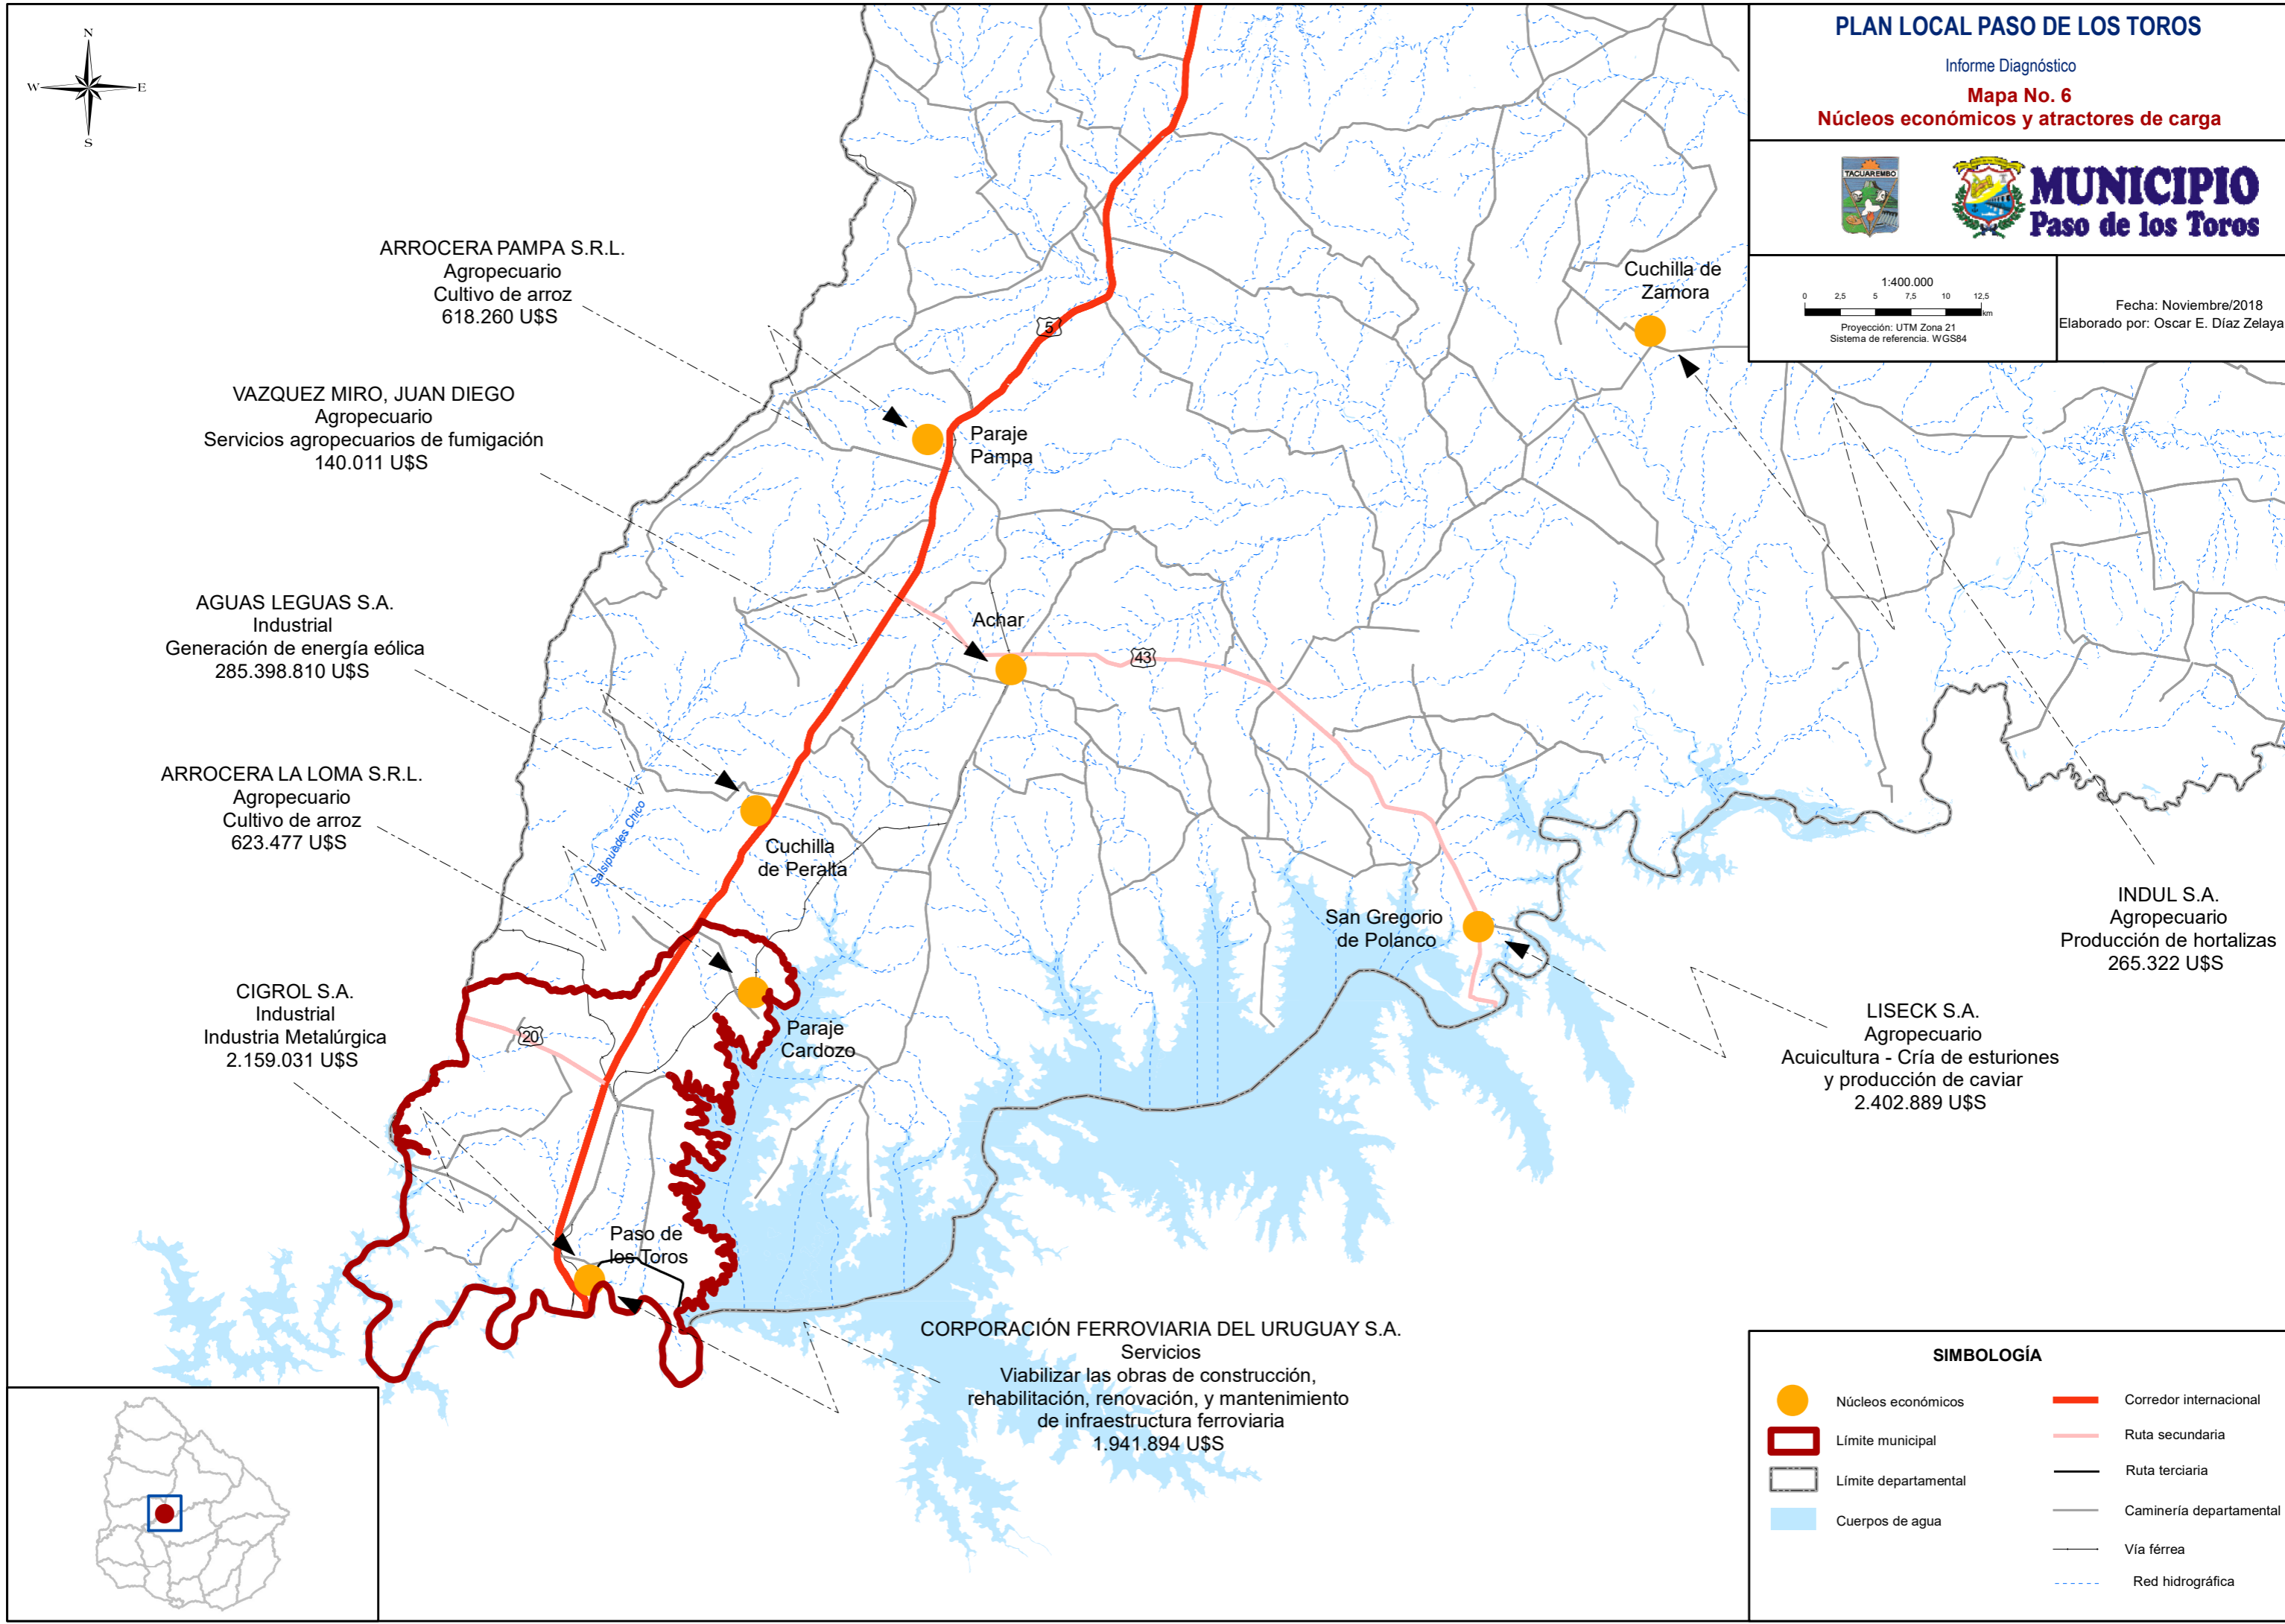 PLAN LOCAL PASO DE LOS TOROS
Informe Diagnóstico
Mapa No. 6
Núcleos económicos y atractores de carga
TACUAREMBO
MUNICIPIO
Paso de los Toros
1:400.000
0 2,5 5 7,5 10 12,5
km
Proyección: UTM Zona 21
Sistema de referencia. WGS84
Fecha: Noviembre/2018
Elaborado por: Oscar E. Díaz Zelaya
N
W
E
S
ARROCERA PAMPA S.R.L.
Agropecuario
Cultivo de arroz
618.260 U$S
VAZQUEZ MIRO, JUAN DIEGO
Agropecuario
Servicios agropecuarios de fumigación
140.011 U$S
AGUAS LEGUAS S.A.
Industrial
Generación de energía eólica
285.398.810 U$S
ARROCERA LA LOMA S.R.L.
Agropecuario
Cultivo de arroz
623.477 U$S
CIGROL S.A.
Industrial
Industria Metalúrgica
2.159.031 U$S
Cuchilla de
Zamora
5
Paraje
Pampa
Achar
43
Salsipuedes Chico
Cuchilla
de Peralta
San Gregorio
de Polanco
20
Paraje
Cardozo
Paso de
los Toros
INDUL S.A.
Agropecuario
Producción de hortalizas
265.322 U$S
LISECK S.A.
Agropecuario
Acuicultura - Cría de esturiones
y producción de caviar
2.402.889 U$S
CORPORACIÓN FERROVIARIA DEL URUGUAY S.A.
Servicios
Viabilizar las obras de construcción,
rehabilitación, renovación, y mantenimiento
de infraestructura ferroviaria
1.941.894 U$S
SIMBOLOGÍA
Núcleos económicos
Límite municipal
Límite departamental
Cuerpos de agua
Corredor internacional
Ruta secundaria
Ruta terciaria
Caminería departamental
Vía férrea
Red hidrográfica